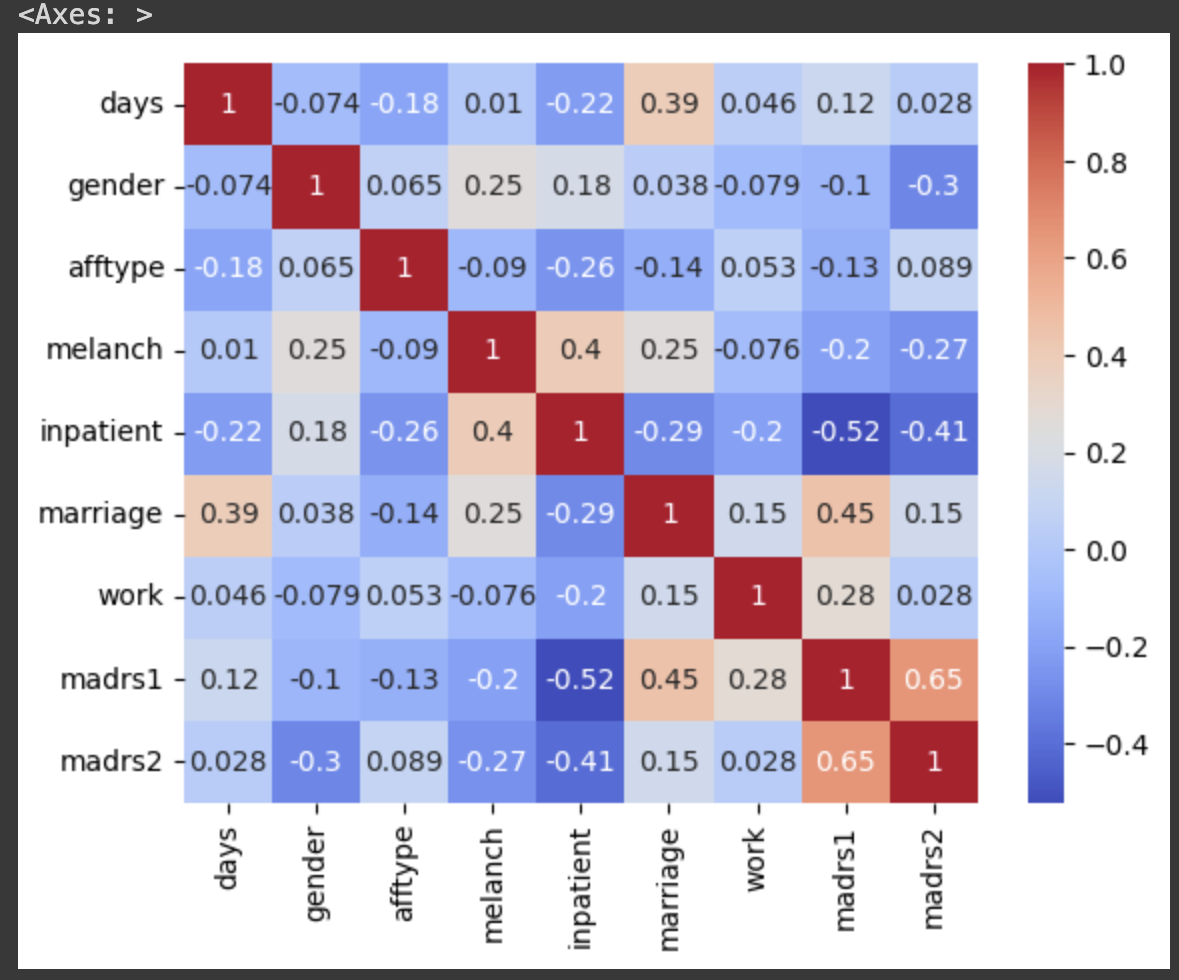 <Axes: >
days 1 -0.074 -0.18 0.01 -0.22 0.39 0.046 0.12 0.028
gender -0.074 1 0.065 0.25 0.18 0.038 -0.079 -0.1 -0.3
afftype -0.18 0.065 1 -0.09 -0.26 -0.14 0.053 -0.13 0.089
melanch 0.01 0.25 -0.09 1 0.4 0.25 -0.076 -0.2 -0.27
inpatient -0.22 0.18 -0.26 0.4 1 -0.29 -0.2 -0.52 -0.41
marriage 0.39 0.038 -0.14 0.25 -0.29 1 0.15 0.45 0.15
work 0.046 -0.079 0.053 -0.076 -0.2 0.15 1 0.28 0.028
madrs1 0.12 -0.1 -0.13 -0.2 -0.52 0.45 0.28 1 0.65
madrs2 0.028 -0.3 0.089 -0.27 -0.41 0.15 0.028 0.65 1
days gender afftype melanch inpatient marriage work madrs1 madrs2
1.0
0.8
0.6
0.4
0.2
0.0
−0.2
−0.4